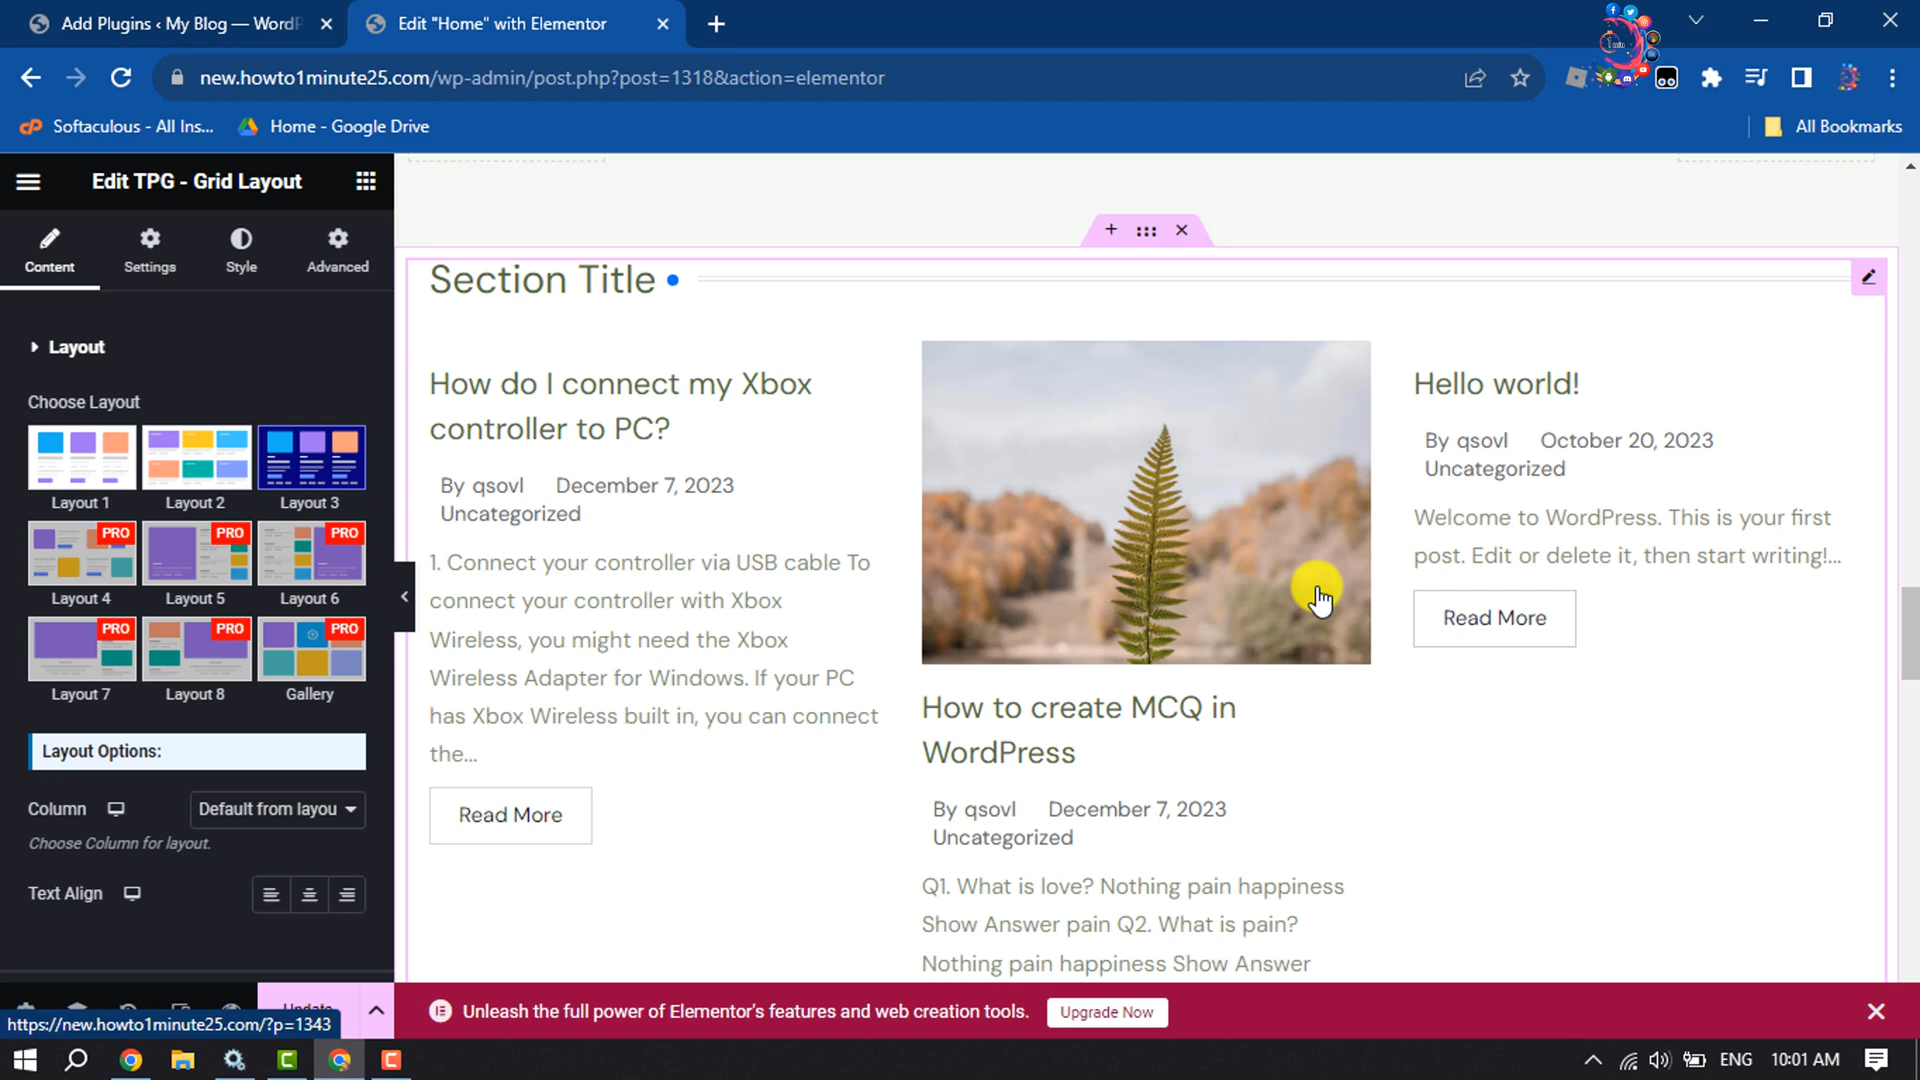 Add Plugins ‹ My Blog — WordP
Edit "Home" with Elementor
new.howto1minute25.com/wp-admin/post.php?post=1318&action=elementor
Softaculous - All Ins...
Home - Google Drive
All Bookmarks
Edit TPG - Grid Layout
Content
Settings
Style
Advanced
Layout
Choose Layout
Layout 1
Layout 2
Layout 3
PRO
PRO
PRO
Layout 4
Layout 5
Layout 6
PRO
PRO
PRO
Layout 7
Layout 8
Gallery
Layout Options:
Column
Default from layou
Choose Column for layout.
Text Align
Update
https://new.howto1minute25.com/?p=1343
Section Title
How do I connect my Xbox
controller to PC?
By qsovl December 7, 2023
Uncategorized
1. Connect your controller via USB cable To
connect your controller with Xbox
Wireless, you might need the Xbox
Wireless Adapter for Windows. If your PC
has Xbox Wireless built in, you can connect
the...
Read More
How to create MCQ in
WordPress
By qsovl December 7, 2023
Uncategorized
Q1. What is love? Nothing pain happiness
Show Answer pain Q2. What is pain?
Nothing pain happiness Show Answer
Hello world!
By qsovl October 20, 2023
Uncategorized
Welcome to WordPress. This is your first
post. Edit or delete it, then start writing!...
Read More
Unleash the full power of Elementor's features and web creation tools.
Upgrade Now
ENG
10:01 AM